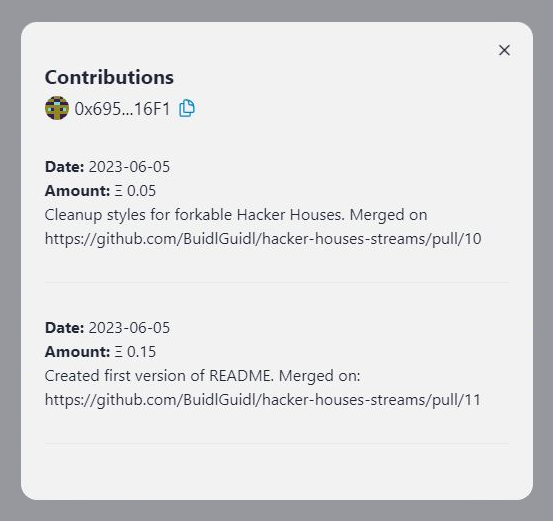 Contributions
0x695...16F1
Date: 2023-06-05
Amount: Ξ 0.05
Cleanup styles for forkable Hacker Houses. Merged on
https://github.com/BuidlGuidl/hacker-houses-streams/pull/10
Date: 2023-06-05
Amount: Ξ 0.15
Created first version of README. Merged on:
https://github.com/BuidlGuidl/hacker-houses-streams/pull/11